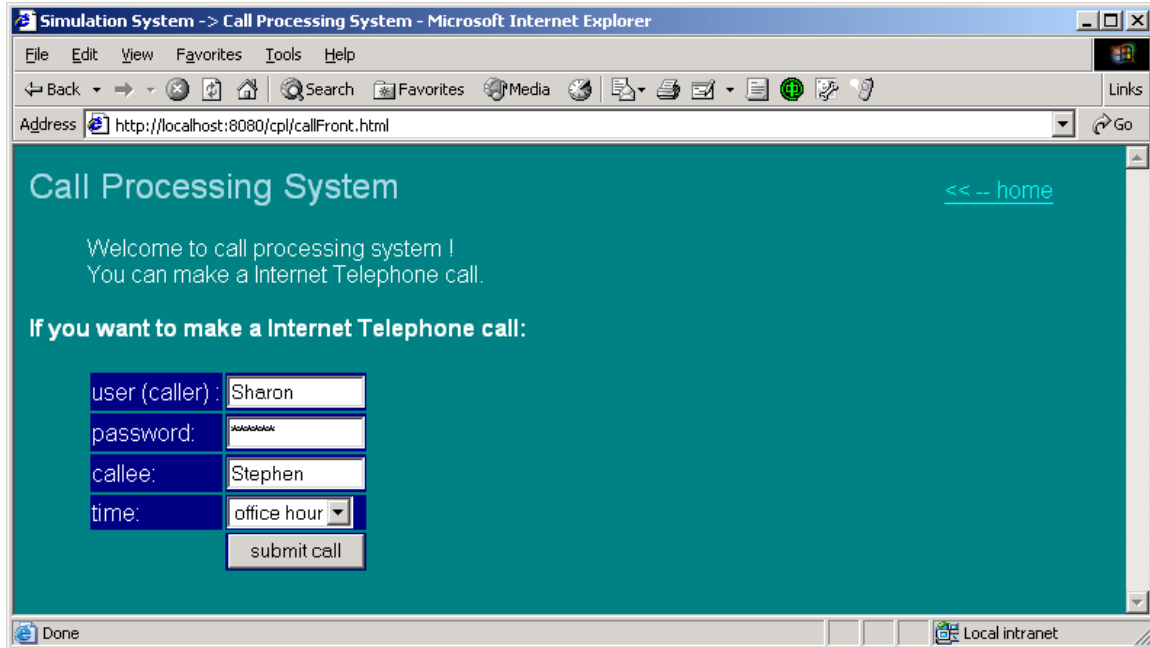 Simulation System -> Call Processing System - Microsoft Internet Explorer
File Edit View Favorites Tools Help
Back Search Favorites Media Links
Address http://localhost:8080/cpl/callFront.html Go
Call Processing System << -- home
Welcome to call processing system !
You can make a Internet Telephone call.
If you want to make a Internet Telephone call:
user (caller) : Sharon
password: *******
callee: Stephen
time: office hour
submit call
Done Local intranet